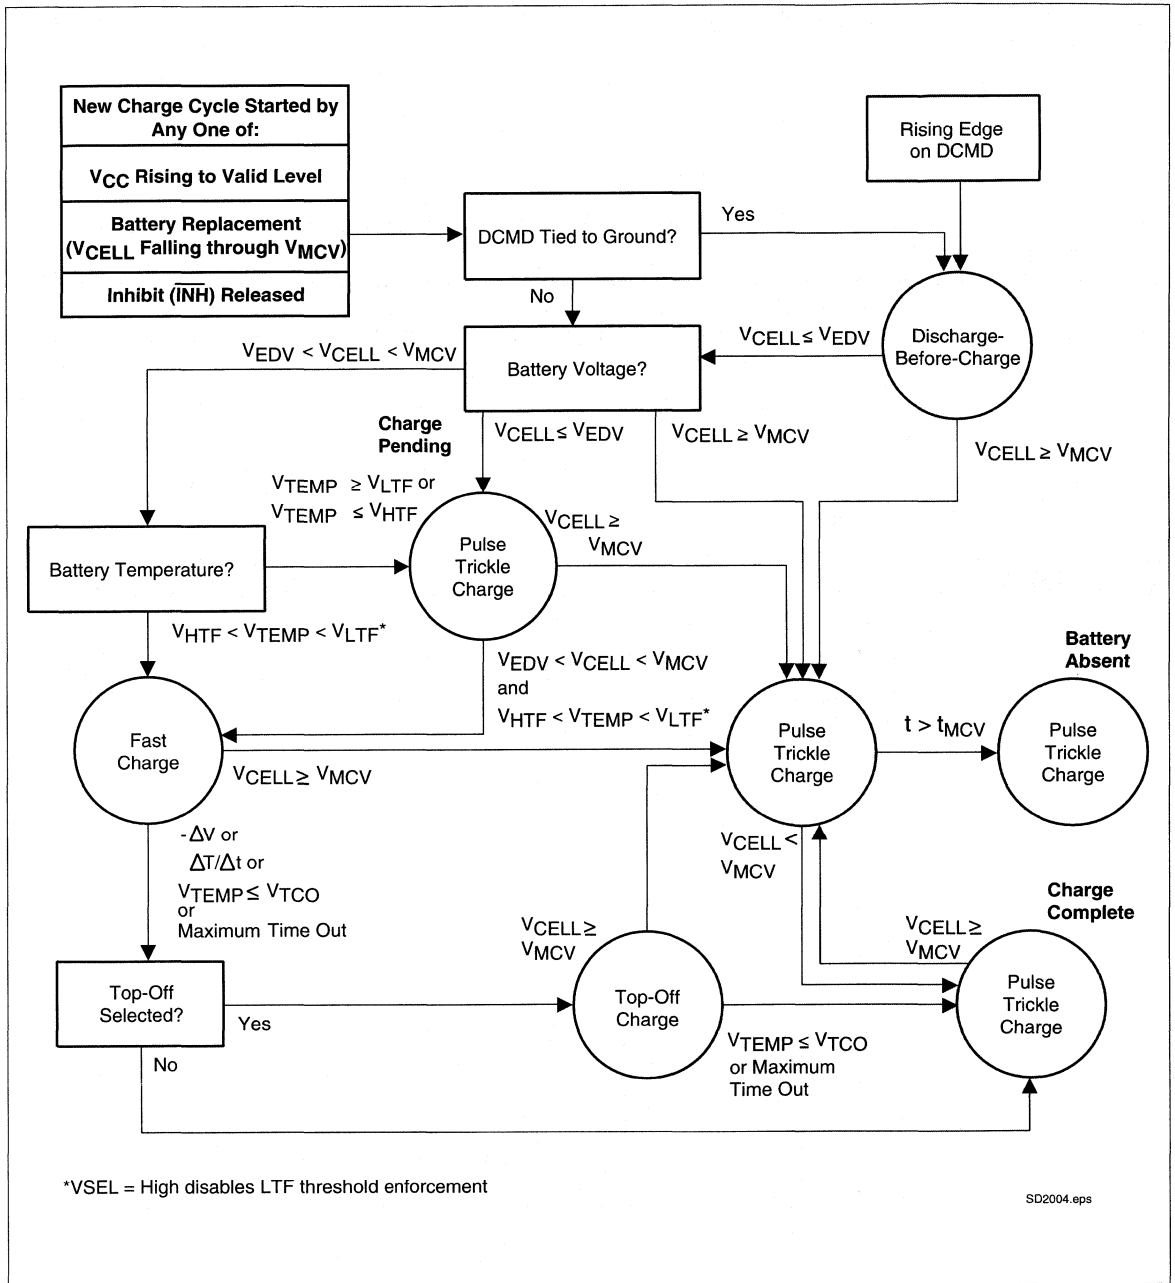 New Charge Cycle Started by
Any One of:
VCC Rising to Valid Level
Battery Replacement
(VCELL Falling through VMCV)
Inhibit (INH) Released
Rising Edge
on DCMD
DCMD Tied to Ground?
Yes
No
VEDV < VCELL < VMCV
Battery Voltage?
VCELL ≤ VEDV
Discharge-
Before-Charge
Charge
Pending
VCELL ≤ VEDV
VCELL ≥ VMCV
VCELL ≥ VMCV
VTEMP ≥ VLTF or
VTEMP ≤ VHTF
Battery Temperature?
Pulse
Trickle
Charge
VCELL ≥
VMCV
VHTF < VTEMP < VLTF*
VEDV < VCELL < VMCV
and
VHTF < VTEMP < VLTF*
Battery
Absent
Fast
Charge
VCELL ≥ VMCV
Pulse
Trickle
Charge
t > tMCV
Pulse
Trickle
Charge
-ΔV or
ΔT/Δt or
VTEMP ≤ VTCO
or
Maximum Time Out
VCELL <
VMCV
Charge
Complete
VCELL ≥
VMCV
VCELL ≥
VMCV
Top-Off
Selected?
Yes
No
Top-Off
Charge
VTEMP ≤ VTCO
or Maximum
Time Out
Pulse
Trickle
Charge
*VSEL = High disables LTF threshold enforcement
SD2004.eps